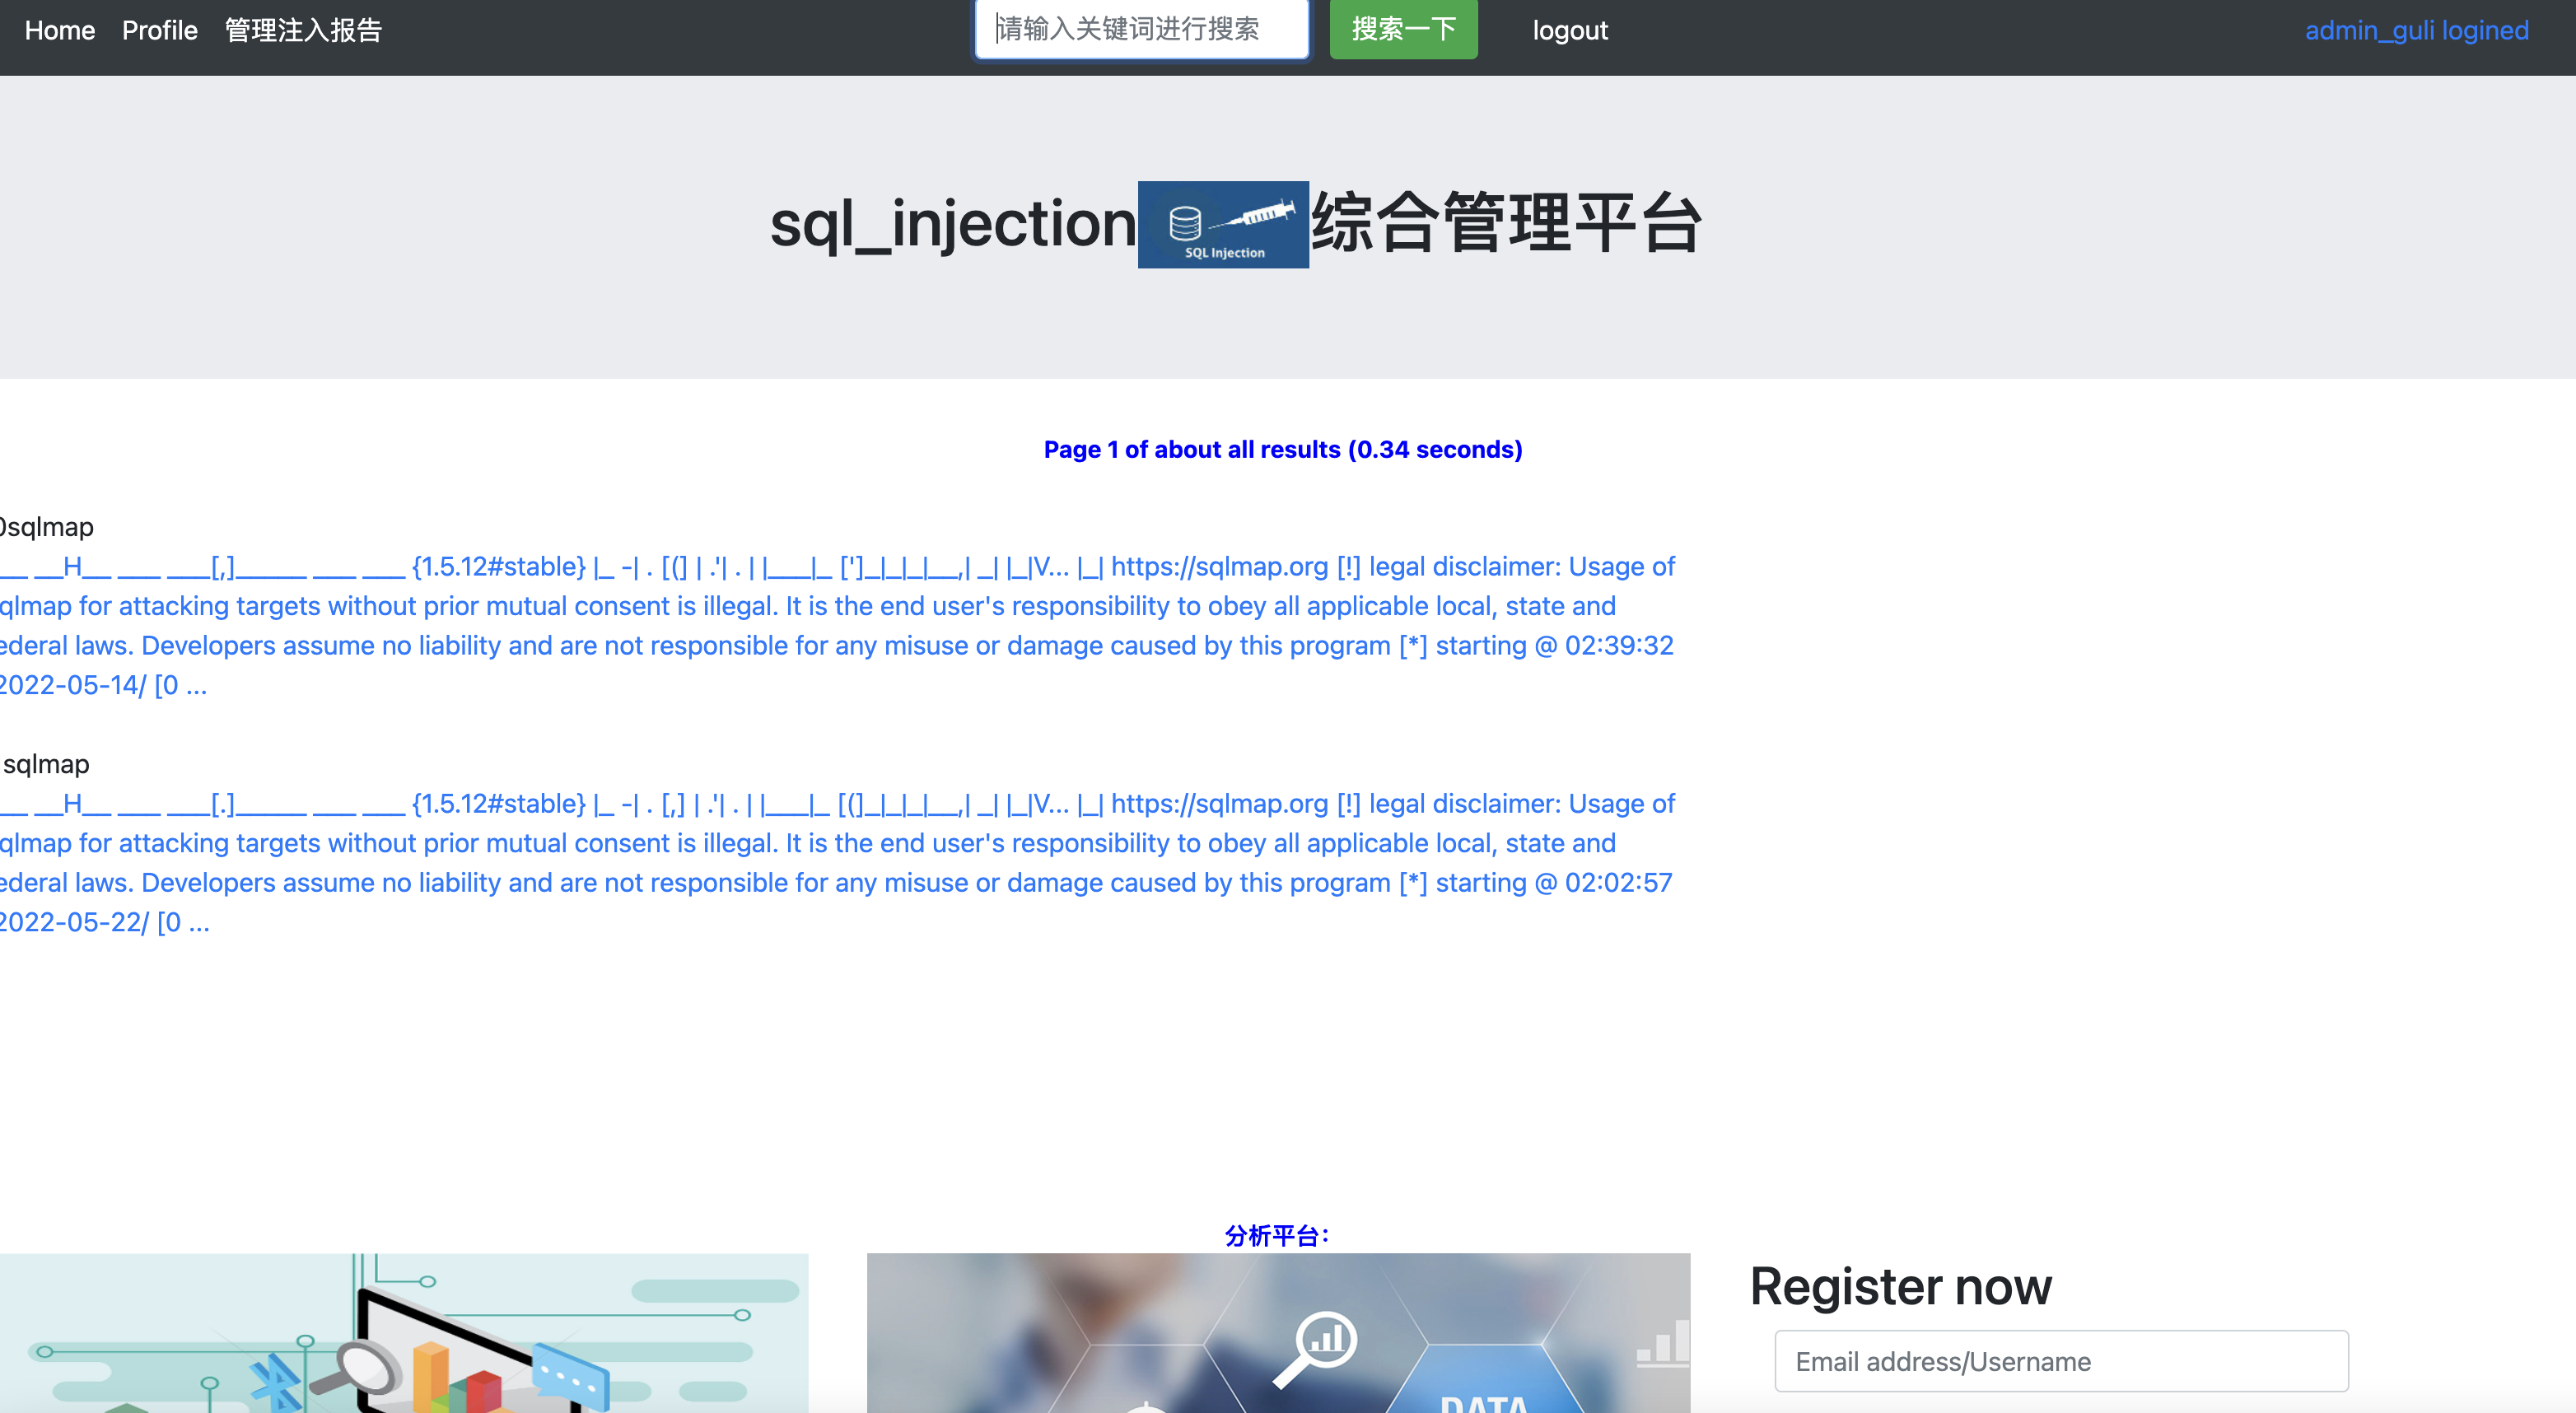 Home Profile 管理注入报告 请输入关键词进行搜索 搜索一下 logout admin_guli logined
sql_injection SQL Injection 综合管理平台
Page 1 of about all results (0.34 seconds)
0sqlmap
__ __H__ ___ ___[,]_____ ___ ___ {1.5.12#stable} |_ -| . [(] | .'| . | |___|_ [']_|_|_|__,| _| |_|V... |_| https://sqlmap.org [!] legal disclaimer: Usage of
qlmap for attacking targets without prior mutual consent is illegal. It is the end user's responsibility to obey all applicable local, state and
ederal laws. Developers assume no liability and are not responsible for any misuse or damage caused by this program [*] starting @ 02:39:32
2022-05-14/ [0 ...
sqlmap
__ __H__ ___ ___[.]_____ ___ ___ {1.5.12#stable} |_ -| . [,] | .'| . | |___|_ [(]_|_|_|__,| _| |_|V... |_| https://sqlmap.org [!] legal disclaimer: Usage of
qlmap for attacking targets without prior mutual consent is illegal. It is the end user's responsibility to obey all applicable local, state and
ederal laws. Developers assume no liability and are not responsible for any misuse or damage caused by this program [*] starting @ 02:02:57
2022-05-22/ [0 ...
分析平台：
DATA
Register now
Email address/Username